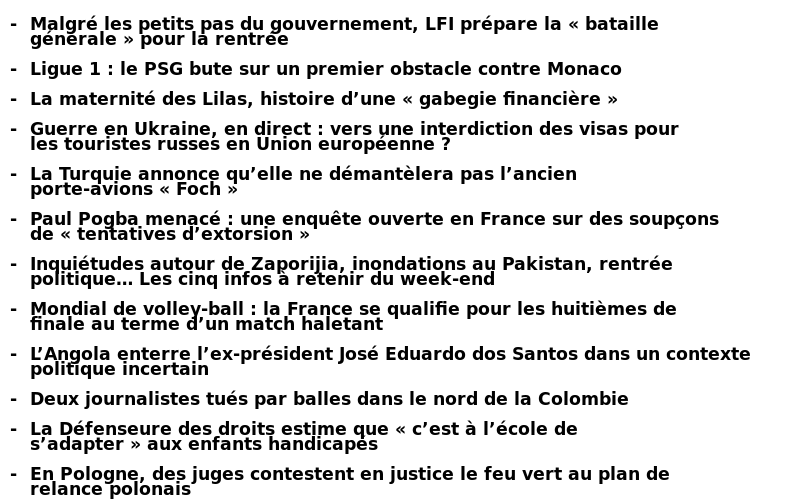 - Malgré les petits pas du gouvernement, LFI prépare la « bataille
générale » pour la rentrée
- Ligue 1 : le PSG bute sur un premier obstacle contre Monaco
- La maternité des Lilas, histoire d’une « gabegie financière »
- Guerre en Ukraine, en direct : vers une interdiction des visas pour
les touristes russes en Union européenne ?
- La Turquie annonce qu’elle ne démantèlera pas l’ancien
porte-avions « Foch »
- Paul Pogba menacé : une enquête ouverte en France sur des soupçons
de « tentatives d’extorsion »
- Inquiétudes autour de Zaporijia, inondations au Pakistan, rentrée
politique… Les cinq infos à retenir du week-end
- Mondial de volley-ball : la France se qualifie pour les huitièmes de
finale au terme d’un match haletant
- L’Angola enterre l’ex-président José Eduardo dos Santos dans un contexte
politique incertain
- Deux journalistes tués par balles dans le nord de la Colombie
- La Défenseure des droits estime que « c’est à l’école de
s’adapter » aux enfants handicapés
- En Pologne, des juges contestent en justice le feu vert au plan de
relance polonais